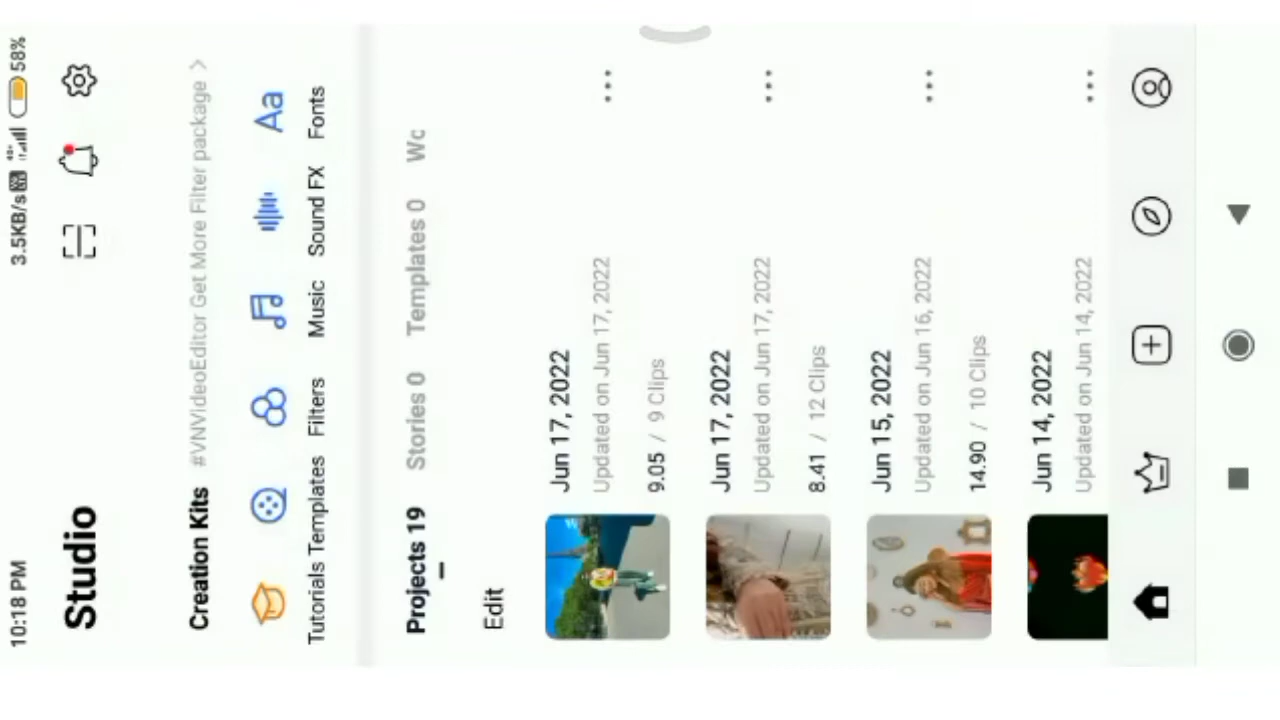 10:18 PM 3.5KB/s 58%
Studio
Creation Kits #VNVideoEditor Get More Filter package >
Tutorials Templates Filters Music Sound FX Fonts
Projects 19 Stories 0 Templates 0 Wc
Edit
Jun 17, 2022
Updated on Jun 17, 2022
9.05 / 9 Clips
Jun 17, 2022
Updated on Jun 17, 2022
8.41 / 12 Clips
Jun 15, 2022
Updated on Jun 16, 2022
14.90 / 10 Clips
Jun 14, 2022
Updated on Jun 14, 2022